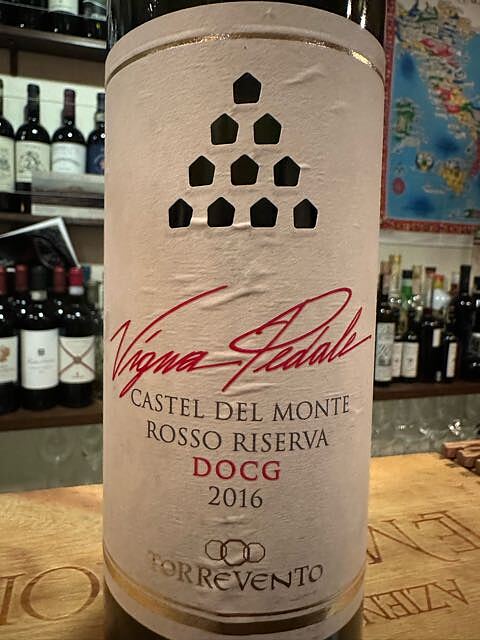 Vigna Pedale
CASTEL DEL MONTE
ROSSO RISERVA
DOCG
2016
TORREVENTO